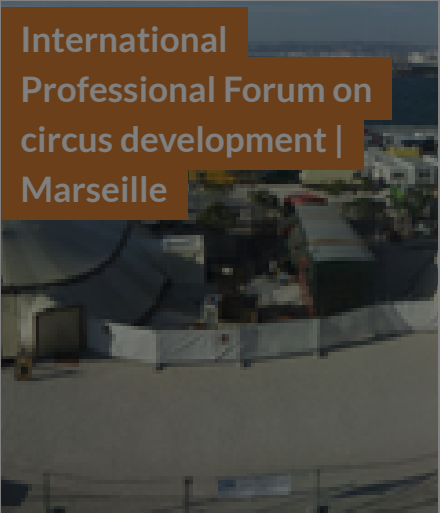 International
Professional Forum on
circus development |
Marseille